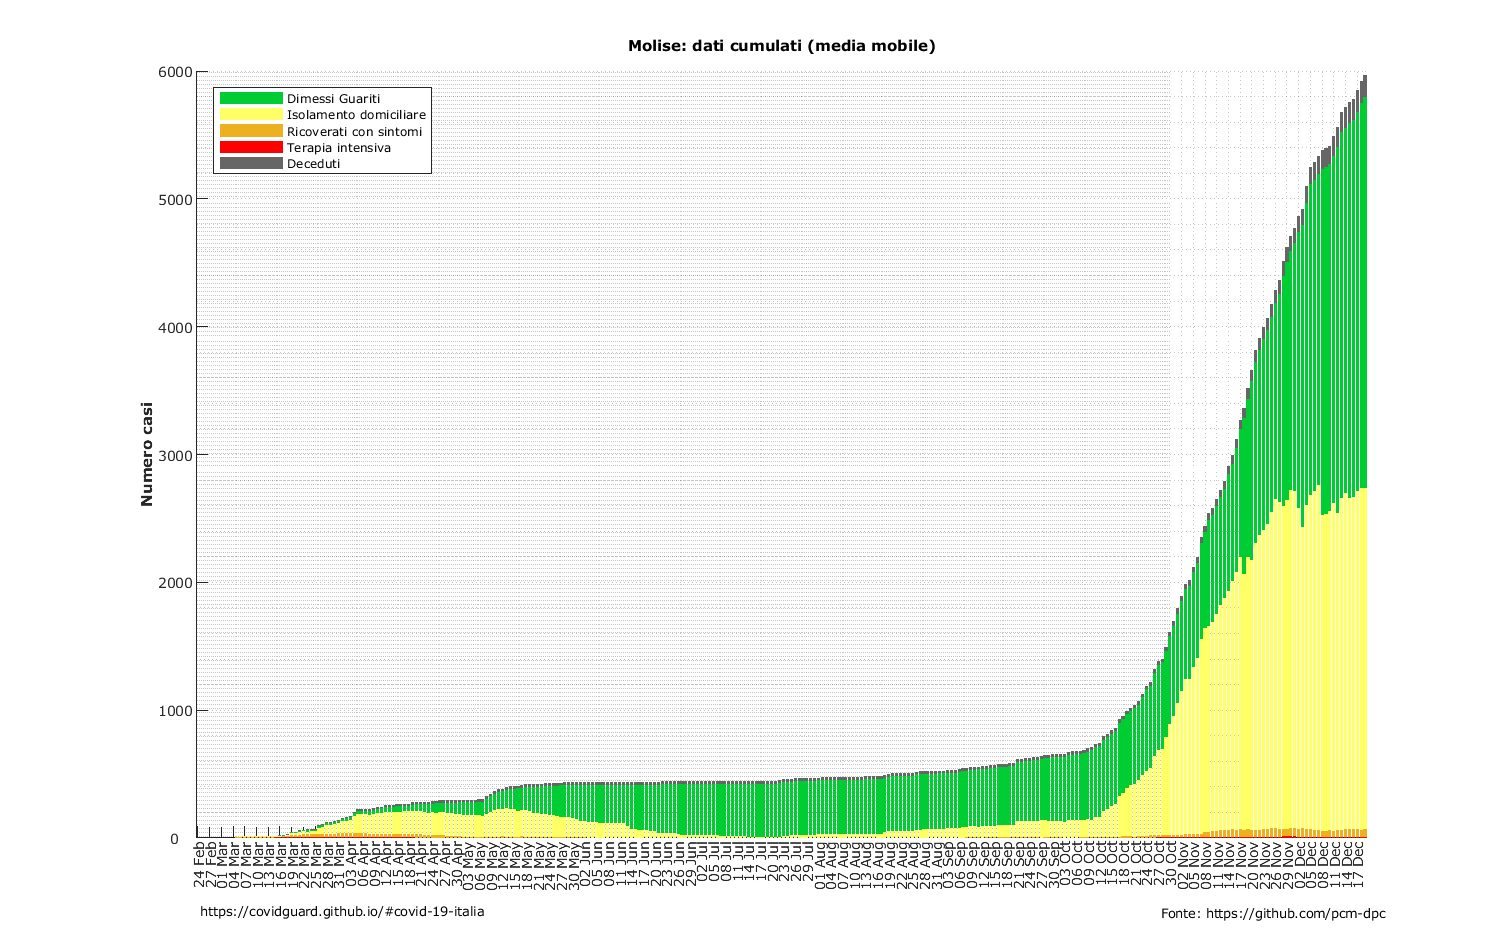 Molise: dati cumulati (media mobile)
6000
5000
4000
3000
2000
1000
0
Numero casi
Dimessi Guariti
Isolamento domiciliare
Ricoverati con sintomi
Terapia intensiva
Deceduti
24 Feb
27 Feb
01 Mar
04 Mar
07 Mar
10 Mar
13 Mar
16 Mar
19 Mar
22 Mar
25 Mar
28 Mar
31 Mar
03 Apr
06 Apr
09 Apr
12 Apr
15 Apr
18 Apr
21 Apr
24 Apr
27 Apr
30 Apr
03 May
06 May
09 May
12 May
15 May
18 May
21 May
24 May
27 May
30 May
02 Jun
05 Jun
08 Jun
11 Jun
14 Jun
17 Jun
20 Jun
23 Jun
26 Jun
29 Jun
02 Jul
05 Jul
08 Jul
11 Jul
14 Jul
17 Jul
20 Jul
23 Jul
26 Jul
29 Jul
01 Aug
04 Aug
07 Aug
10 Aug
13 Aug
16 Aug
19 Aug
22 Aug
25 Aug
28 Aug
31 Aug
03 Sep
06 Sep
09 Sep
12 Sep
15 Sep
18 Sep
21 Sep
24 Sep
27 Sep
30 Sep
03 Oct
06 Oct
09 Oct
12 Oct
15 Oct
18 Oct
21 Oct
24 Oct
27 Oct
30 Oct
02 Nov
05 Nov
08 Nov
11 Nov
14 Nov
17 Nov
20 Nov
23 Nov
26 Nov
29 Nov
02 Dec
05 Dec
08 Dec
11 Dec
14 Dec
17 Dec
https://covidguard.github.io/#covid-19-italia
Fonte: https://github.com/pcm-dpc